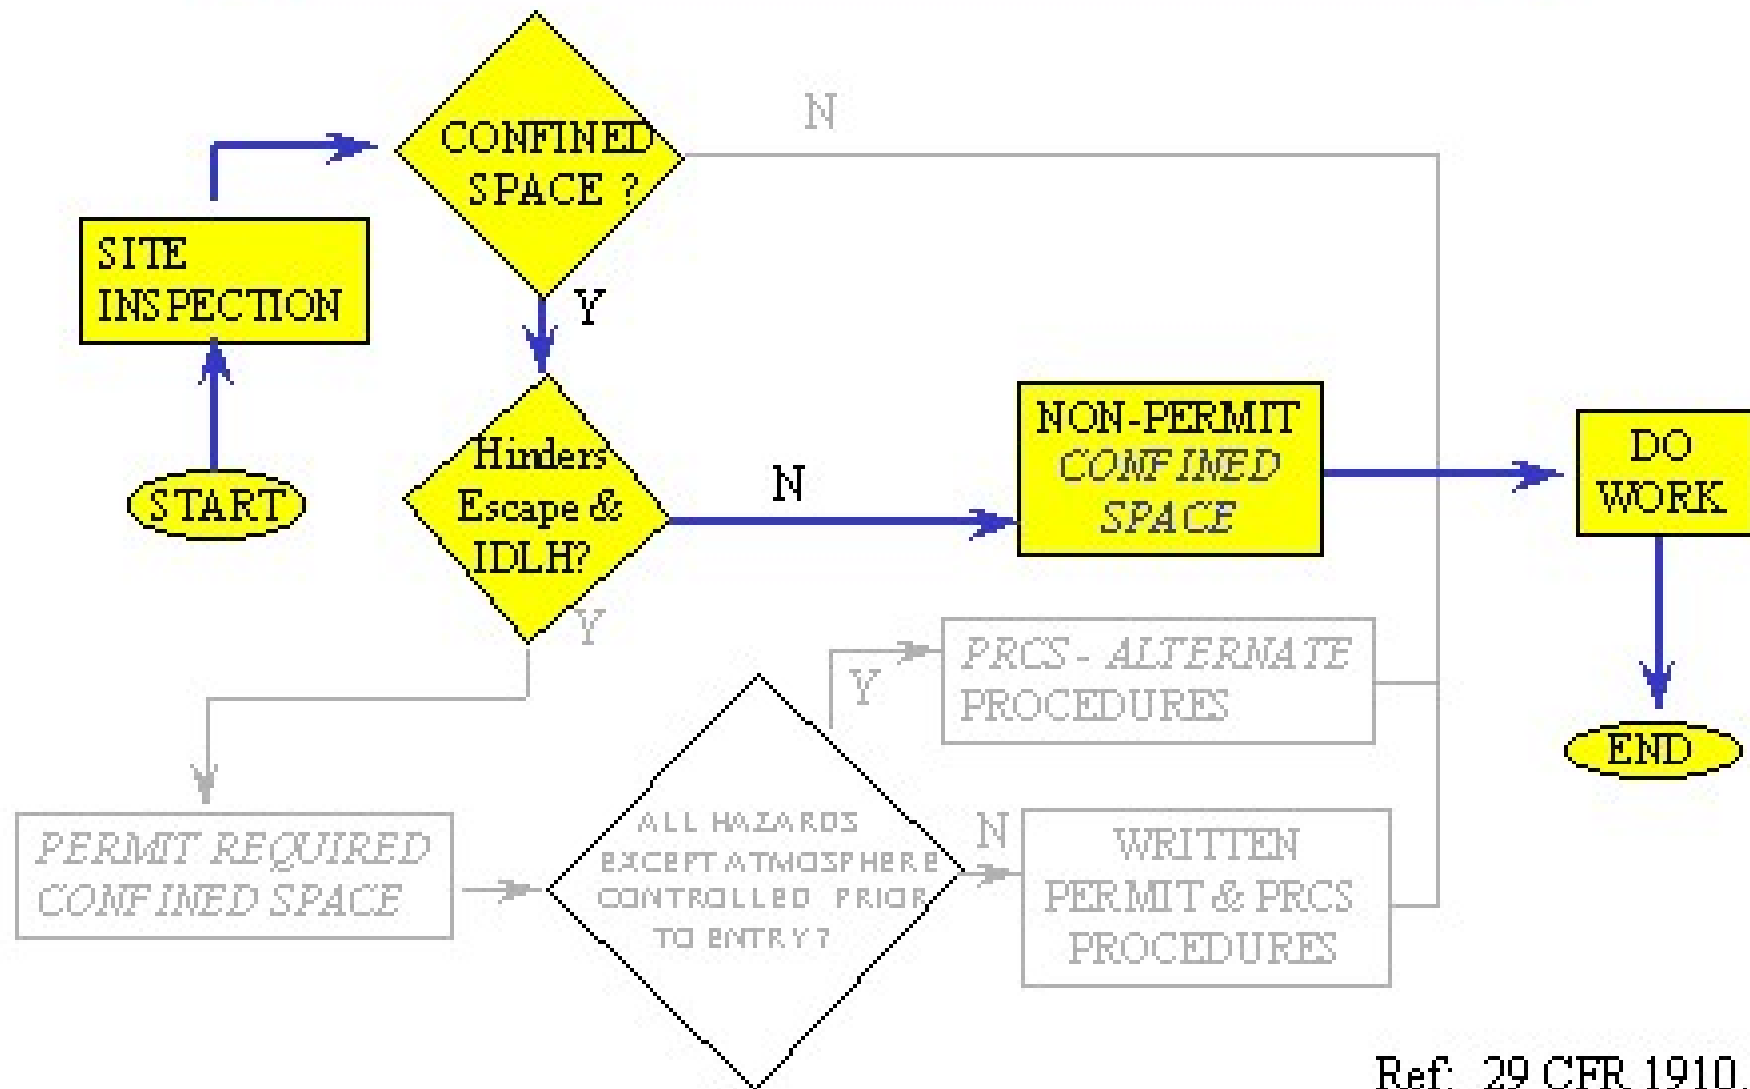 CONFINED
SPACE ?
N
SITE
INSPECTION
Y
START
Hinders
Escape &
IDLH?
N
NON-PERMIT
CONFINED
SPACE
DO
WORK
Y
PRCS - ALTERNATE
PROCEDURES
Y
END
PERMIT REQUIRED
CONFINED SPACE
ALL HAZARDS
EXCEPT ATMOSPHERE
CONTROLLED PRIOR
TO ENTRY?
N
WRITTEN
PERMIT & PRCS
PROCEDURES
Ref: 29 CFR 1910.